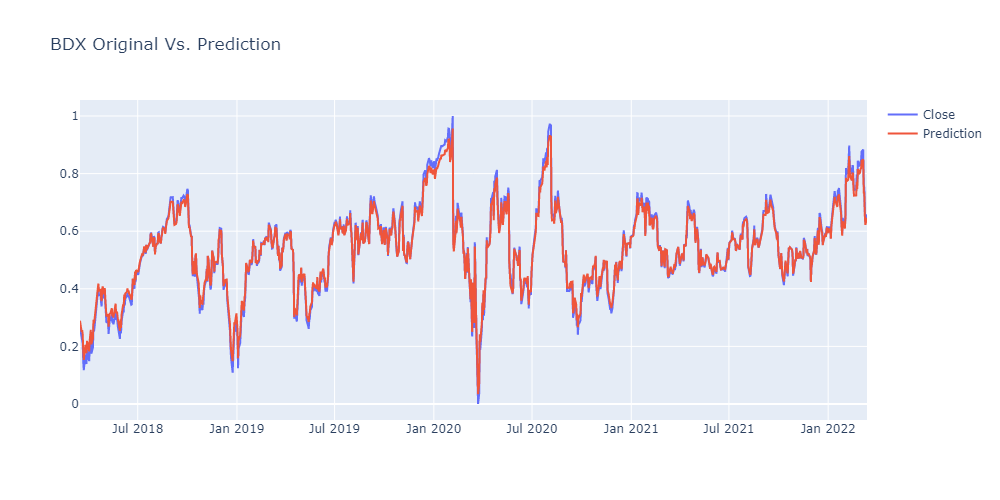 BDX Original Vs. Prediction
Close
Prediction
1
0.8
0.6
0.4
0.2
0
Jul 2018
Jan 2019
Jul 2019
Jan 2020
Jul 2020
Jan 2021
Jul 2021
Jan 2022